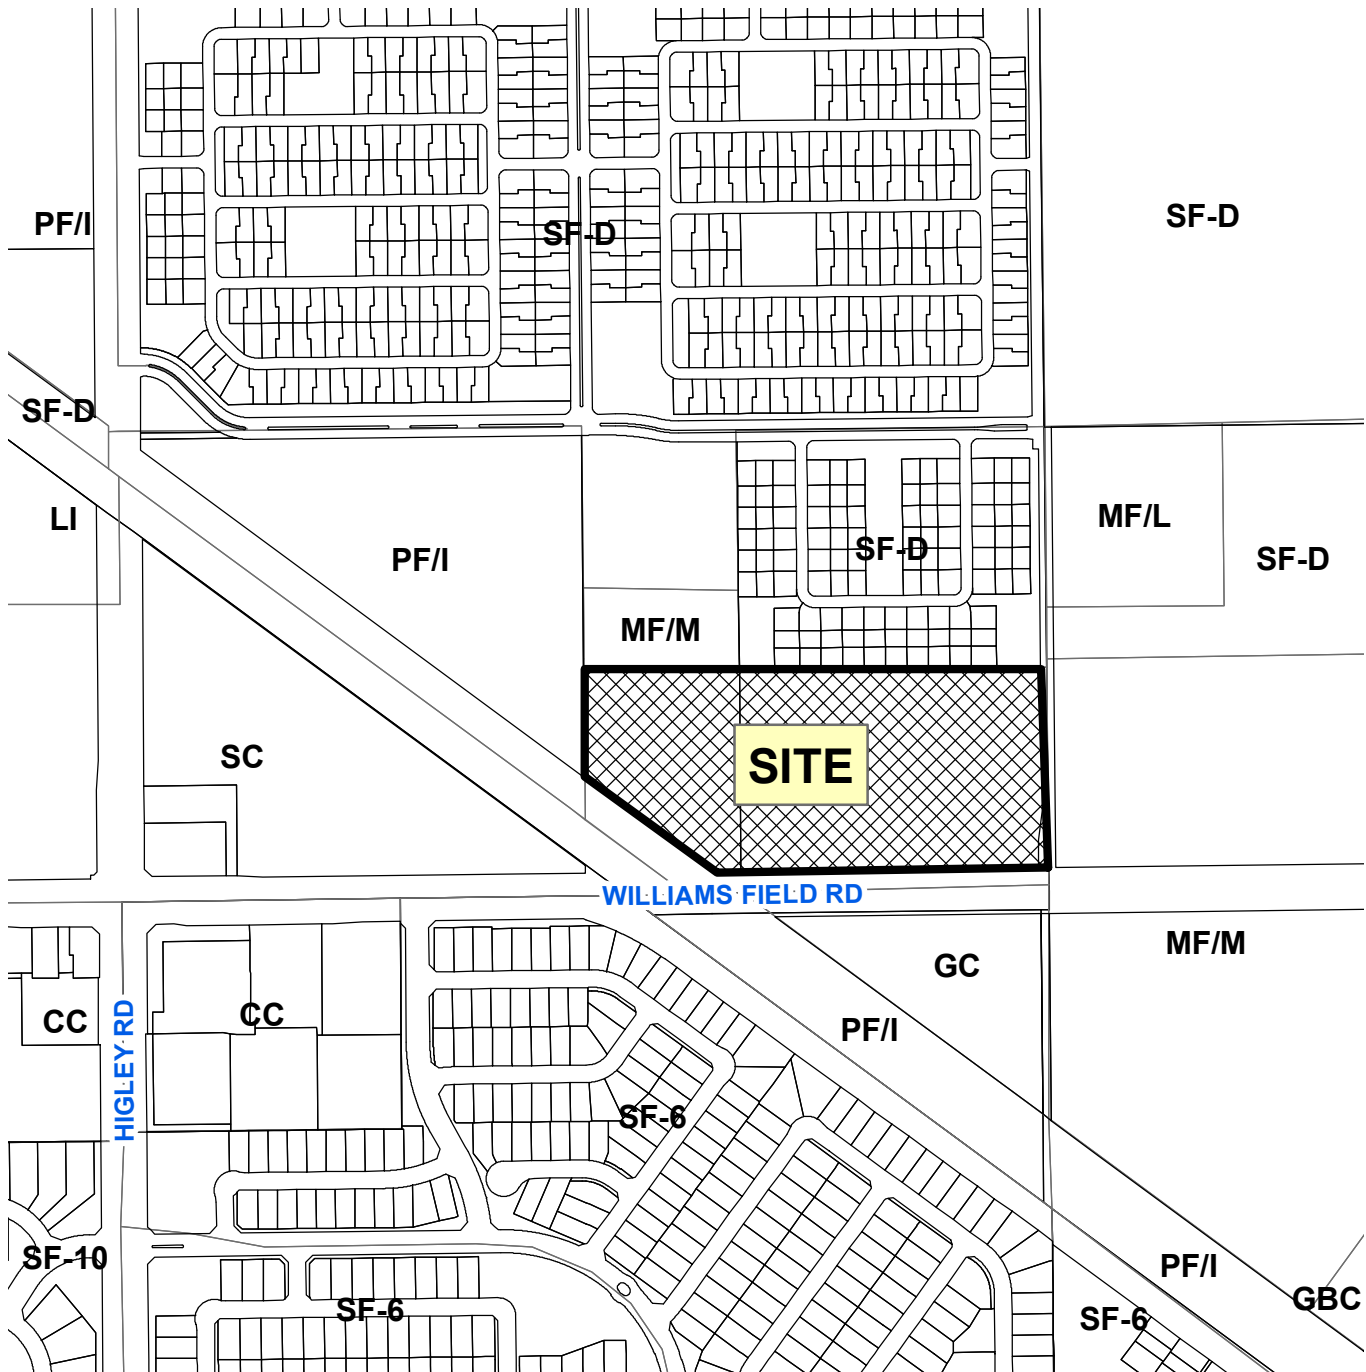 PF/I
SF-D
SF-D
SF-D
LI
PF/I
MF/M
SF-D
MF/L
SF-D
SC
SITE
WILLIAMS FIELD RD
MF/M
GC
CC
CC
PF/I
HIGLEY RD
SF-6
SF-10
SF-6
PF/I
GBC
SF-6